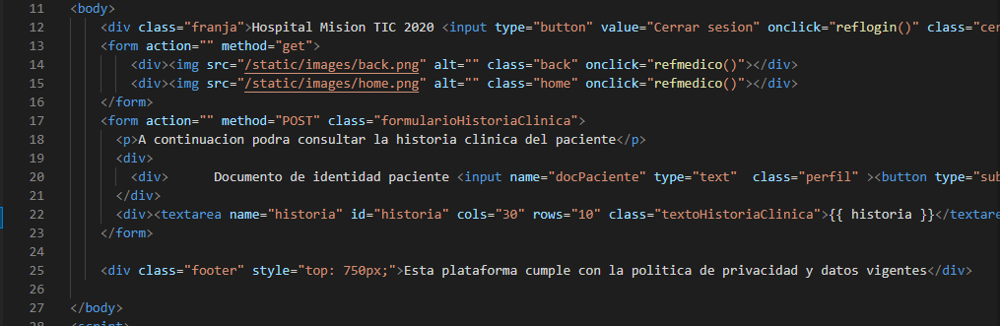 11 <body>
12 <div class="franja">Hospital Mision TIC 2020 <input type="button" value="Cerrar sesion" onclick="reflogin()" class="cer
13 <form action="" method="get">
14 <div><img src="/static/images/back.png" alt="" class="back" onclick="refmedico()"></div>
15 <div><img src="/static/images/home.png" alt="" class="home" onclick="refmedico()"></div>
16 </form>
17 <form action="" method="POST" class="formularioHistoriaClinica">
18 <p>A continuacion podra consultar la historia clinica del paciente</p>
19 <div>
20 <div> Documento de identidad paciente <input name="docPaciente" type="text" class="perfil" ><button type="sub
21 </div>
22 <div><textarea name="historia" id="historia" cols="30" rows="10" class="textoHistoriaClinica">{{ historia }}</textare
23 </form>
24
25 <div class="footer" style="top: 750px;">Esta plataforma cumple con la politica de privacidad y datos vigentes</div>
26
27 </body>
28 <script>